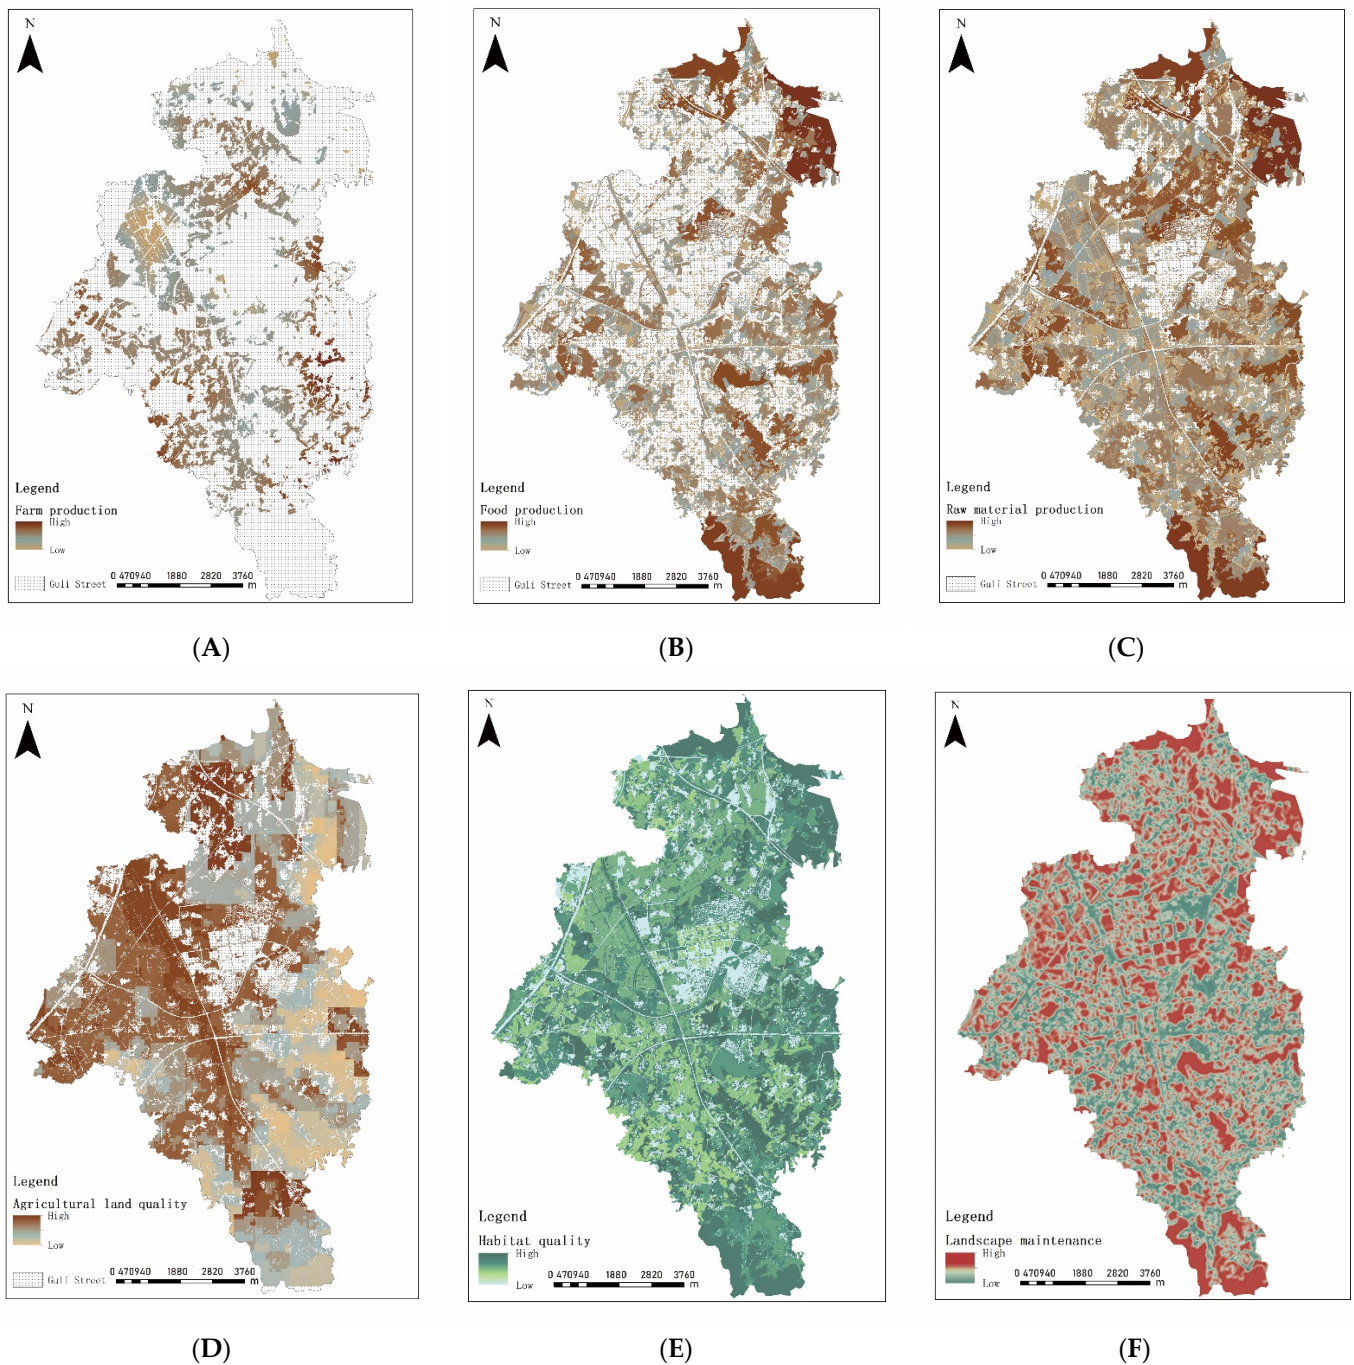 N
Legend
Farm production
High
Low
Guli Street
0 470940 1880 2820 3760
m
(A)
N
Legend
Food production
High
Low
Guli Street
0 470940 1880 2820 3760
m
(B)
N
Legend
Raw material production
High
Low
Guli Street
0 470940 1880 2820 3760
m
(C)
N
Legend
Agricultural land quality
High
Low
Guli Street
0 470940 1880 2820 3760
m
(D)
N
Legend
Habitat quality
High
Low
0 470940 1880 2820 3760
m
(E)
N
Legend
Landscape maintenance
High
Low
0 470940 1880 2820 3760
m
(F)